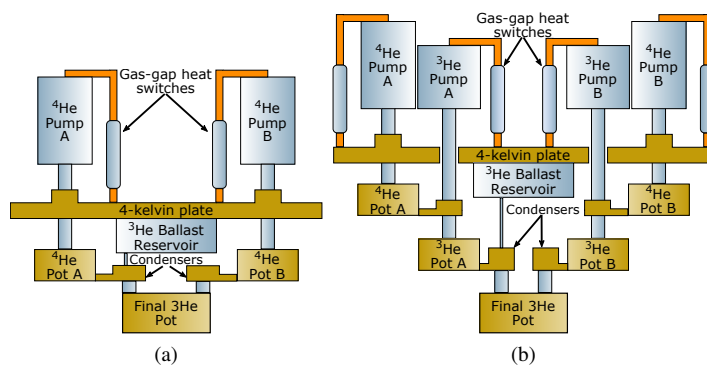 Gas-gap heat
switches
⁴He
Pump
A
⁴He
Pump
B
4-kelvin plate
³He Ballast
Reservoir
Condensers
⁴He
Pot A
⁴He
Pot B
Final 3He
Pot
(a)
Gas-gap heat
switches
⁴He
Pump
A
³He
Pump A
³He
Pump
B
⁴He
Pump
B
4-kelvin plate
³He Ballast
Reservoir
⁴He
Pot A
Condensers
⁴He
Pot B
³He
Pot A
³He
Pot B
Final 3He
Pot
(b)